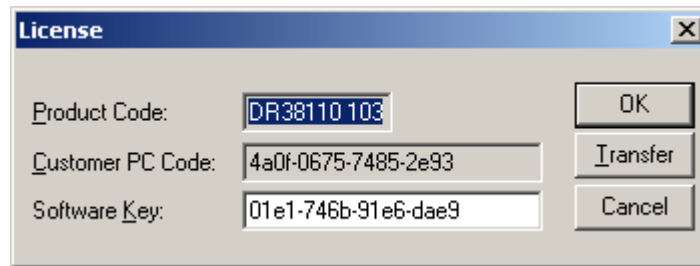 License
Product Code: DR38110 103 OK
Customer PC Code: 4a0f-0675-7485-2e93 Transfer
Software Key: 01e1-746b-91e6-dae9 Cancel